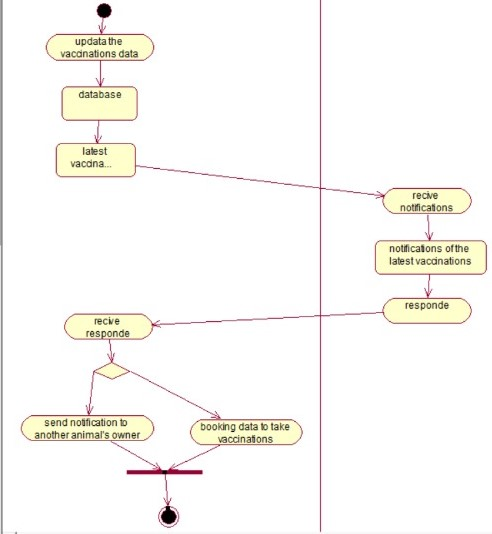 updata the
vaccinations data
database
latest
vaccina...
recive
notifications
notifications of the
latest vaccinations
responde
recive
responde
send notification to
another animal's owner
booking data to take
vaccinations